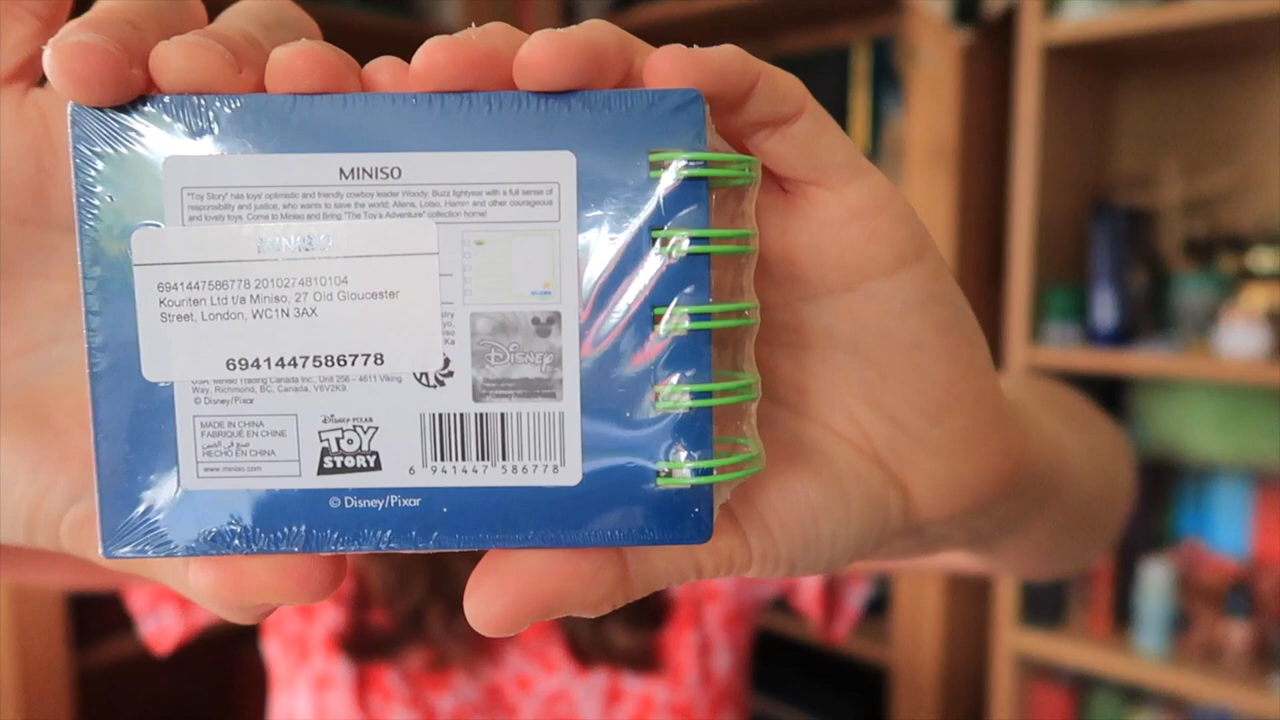 MINISO
"Toy Story" has toys' optimistic and friendly cowboy leader Woody; Buzz lightyear with a full sense of
responsibility and justice, who wants to save the world; Aliens, Lotso, Hamm and other courageous
and lovely toys. Come to Miniso and Bring "The Toy's Adventure" collection home!
MINISO
6941447586778 2010274810104
Kouriten Ltd t/a Miniso, 27 Old Gloucester
Street, London, WC1N 3AX
6941447586778
USA: Miniso Trading Canada Inc., Unit 256 – 4611 Viking
Way, Richmond, BC, Canada, V6V2K9.
© Disney/Pixar
Disney
MADE IN CHINA
FABRIQUÉ EN CHINE
صنع في الصين
HECHO EN CHINA
www.miniso.com
Disney·PIXAR
TOY
STORY
6 941447 586778
© Disney/Pixar